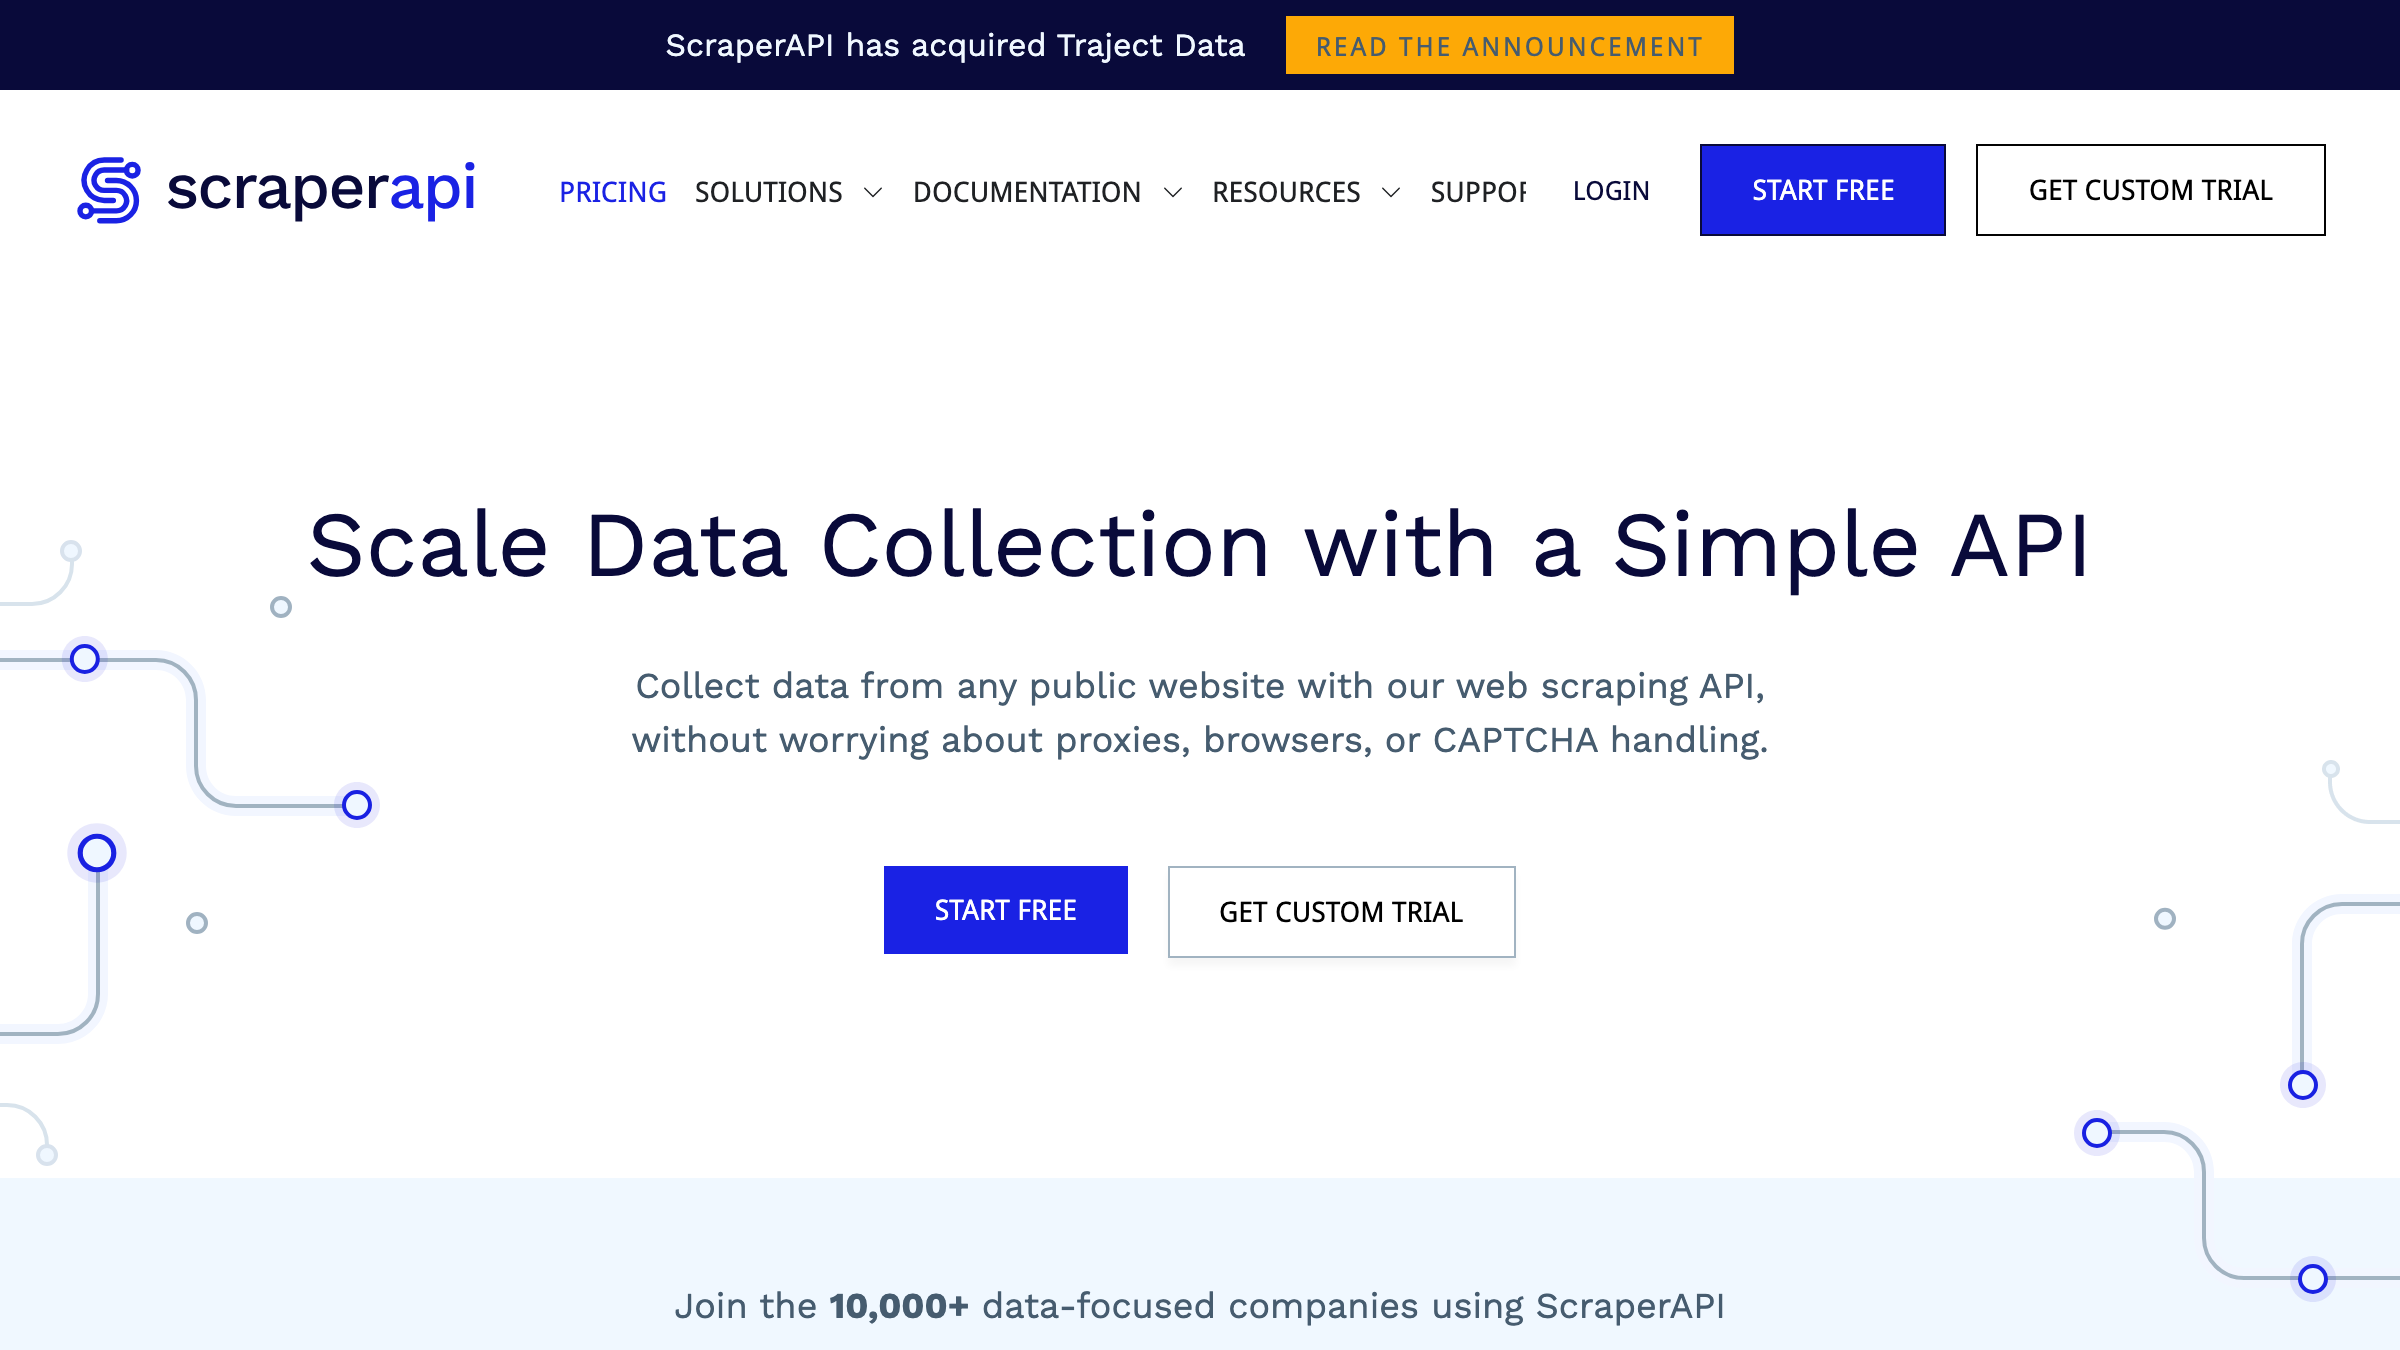 ScraperAPI has acquired Traject Data
READ THE ANNOUNCEMENT
scraperapi
PRICING
SOLUTIONS
DOCUMENTATION
RESOURCES
SUPPOR
LOGIN
START FREE
GET CUSTOM TRIAL
Scale Data Collection with a Simple API
Collect data from any public website with our web scraping API,
without worrying about proxies, browsers, or CAPTCHA handling.
START FREE
GET CUSTOM TRIAL
Join the 10,000+ data-focused companies using ScraperAPI